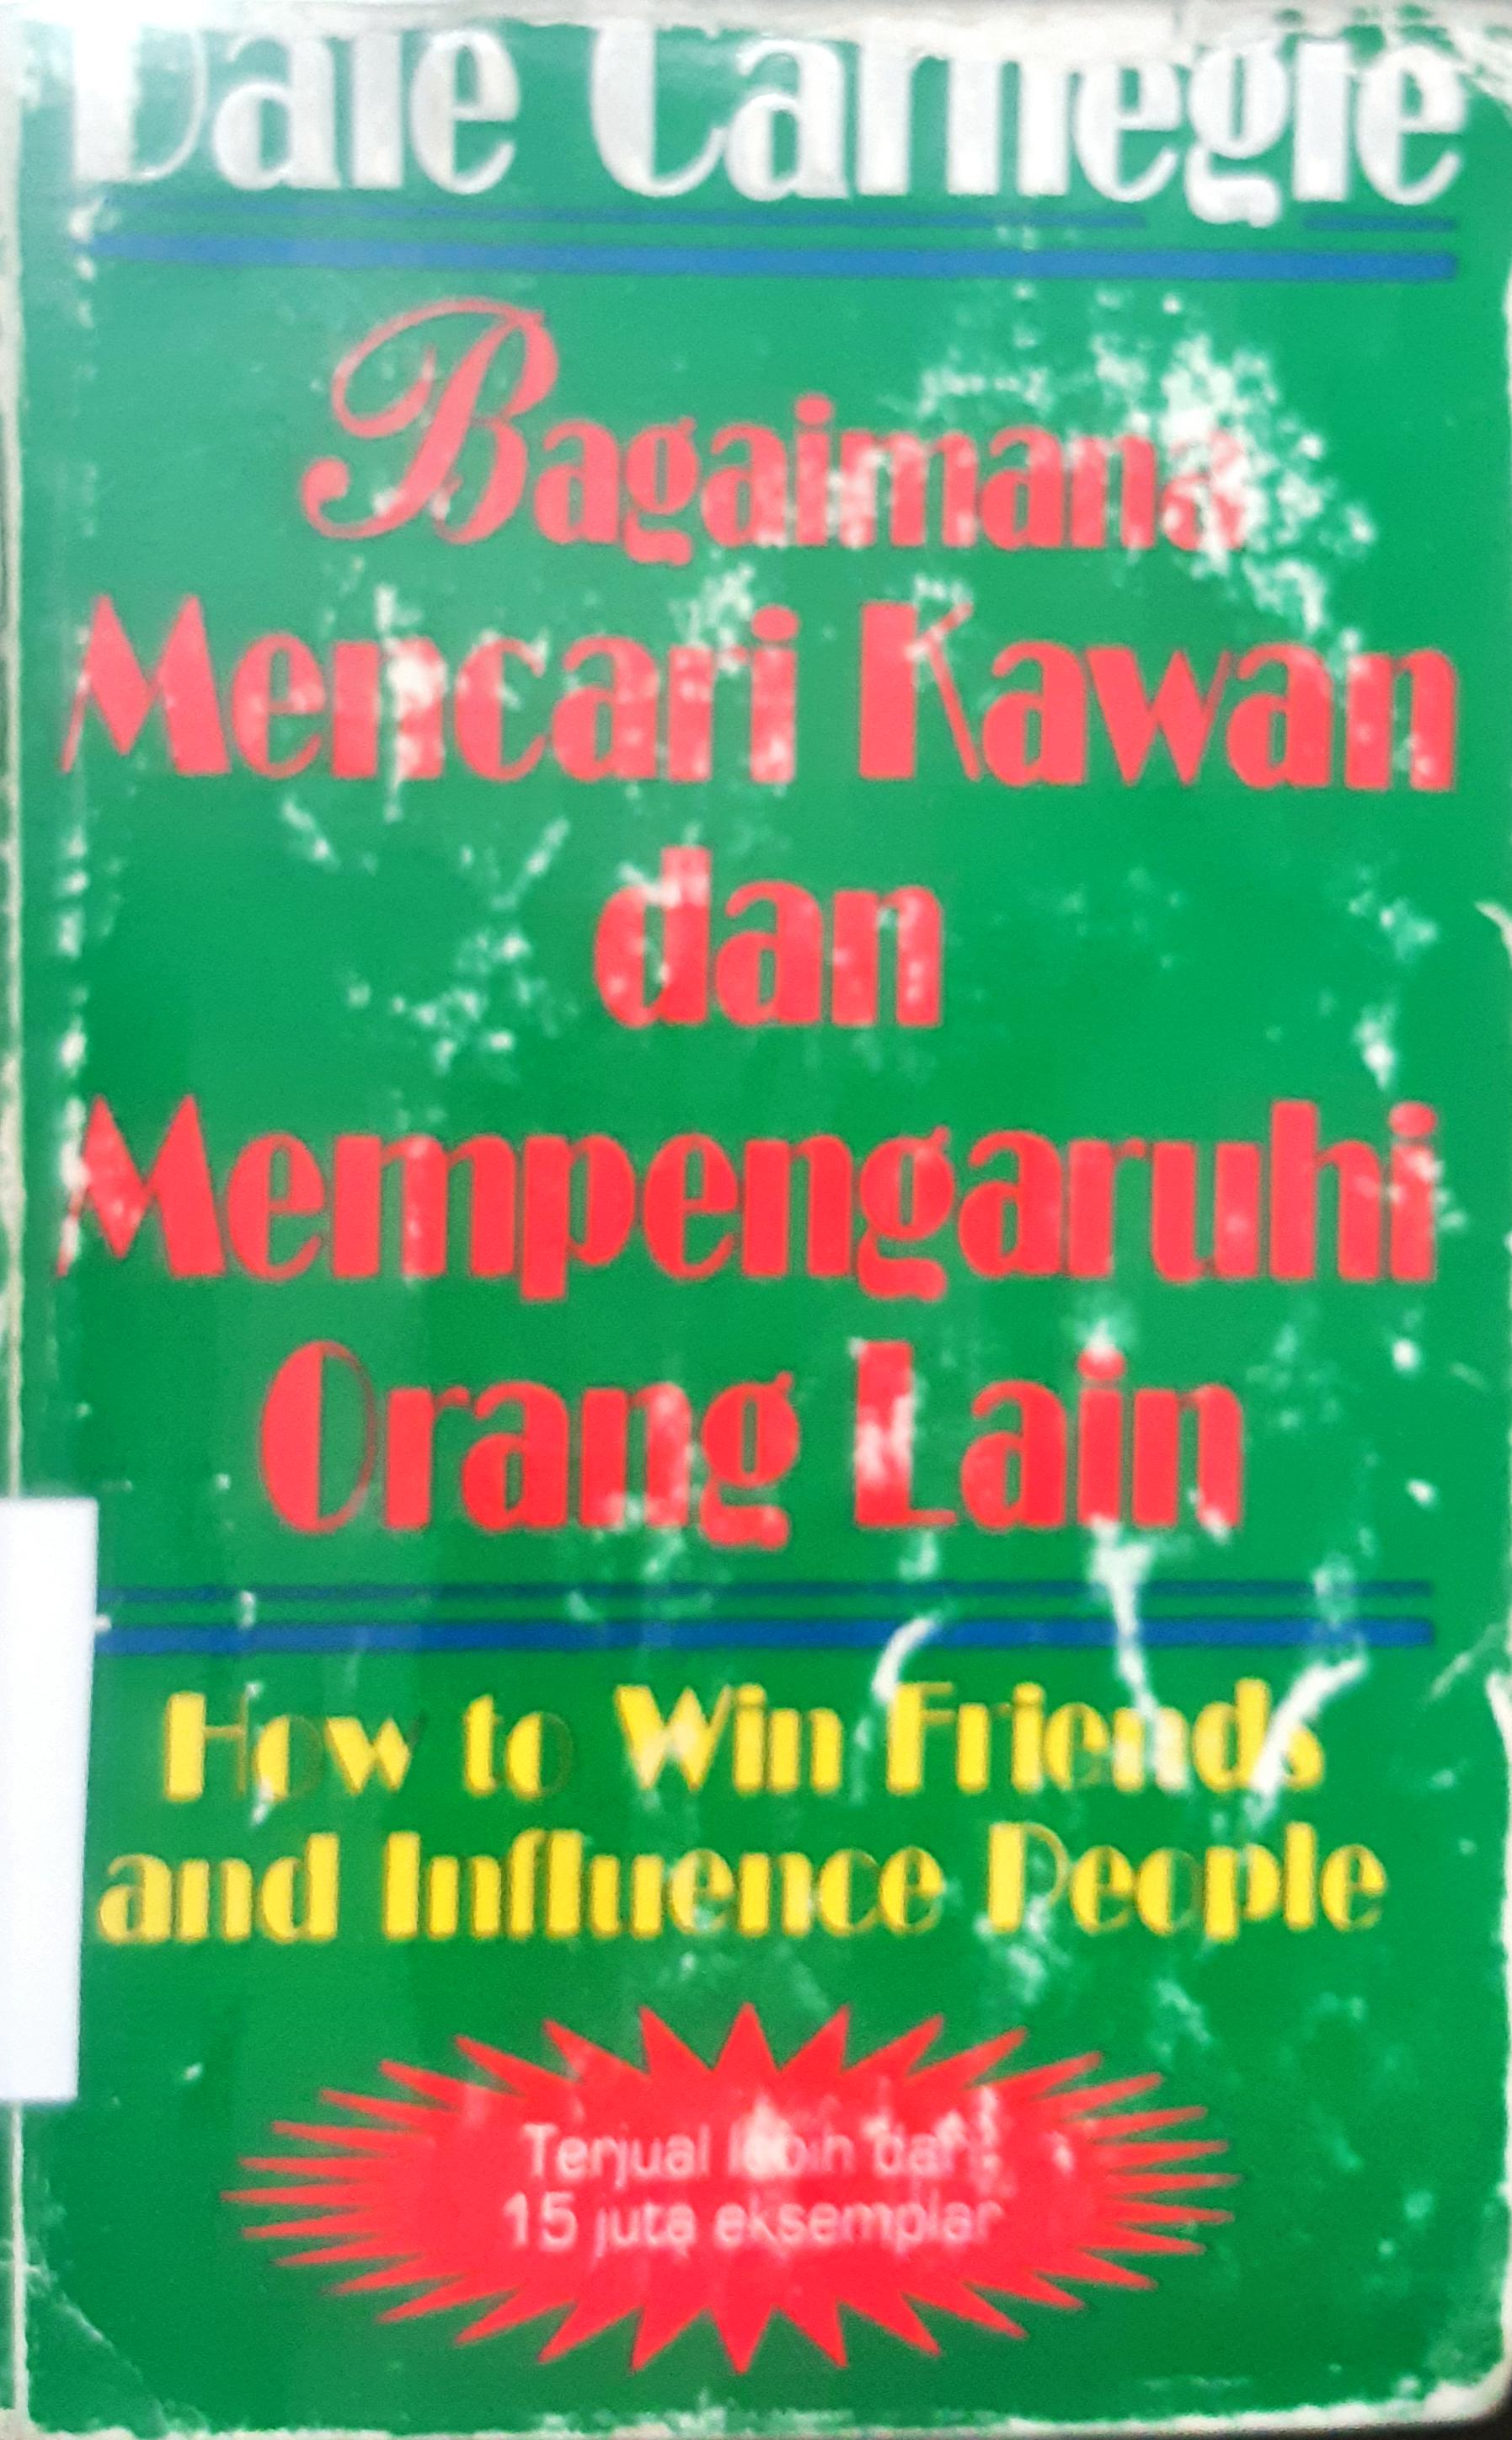 Dale Carnegie
Bagaimana
Mencari Kawan
dan
Mempengaruhi
Orang Lain
How to Win Friends
and Influence People
Terjual lebih dari
15 juta eksemplar